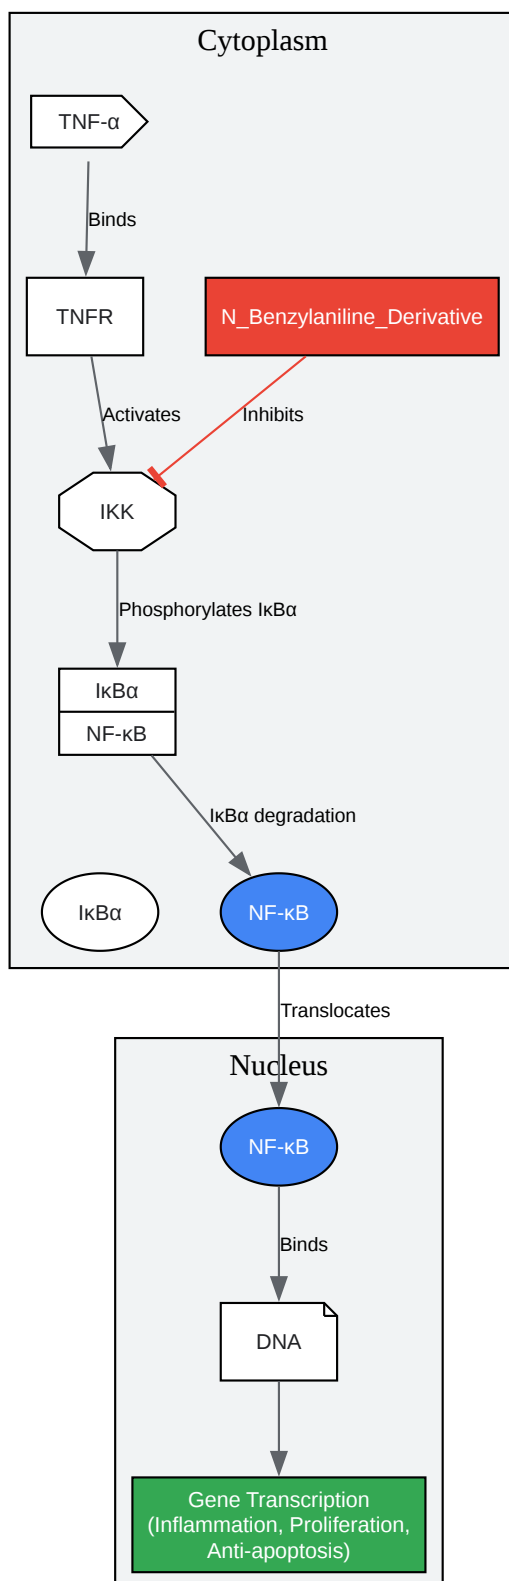 Cytoplasm
TNF-α
Binds
TNFR
N_Benzylaniline_Derivative
Activates
Inhibits
IKK
Phosphorylates IκBα
IκBα
NF-κB
IκBα degradation
IκBα
NF-κB
Translocates
Nucleus
NF-κB
Binds
DNA
Gene Transcription
(Inflammation, Proliferation,
Anti-apoptosis)